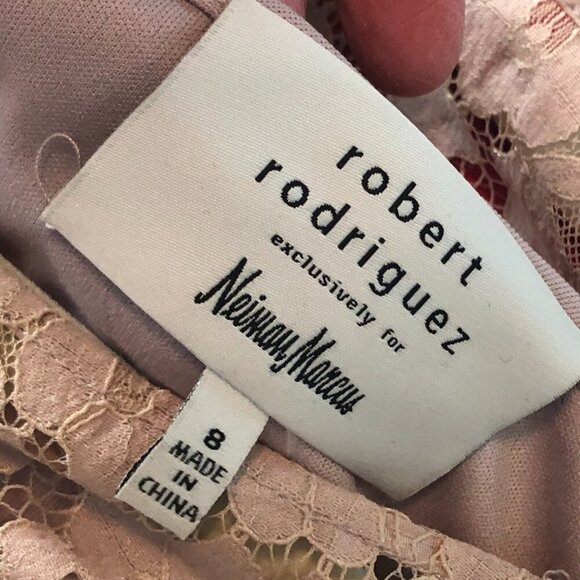 robert
rodriguez
exclusively for
Neiman Marcus
8
MADE
IN
CHINA